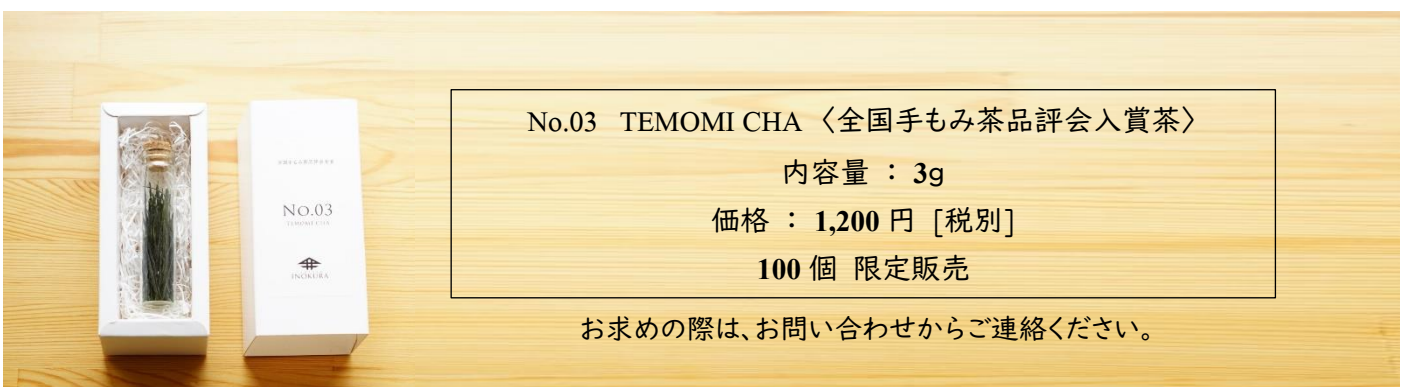 No.03 TEMOMI CHA 〈全国手もみ茶品評会入賞茶〉
内容量 : 3g
価格 : 1,200 円 [税別]
100 個 限定販売
お求めの際は、お問い合わせからご連絡ください。
No.03
TEMOMI CHA
INOKURA